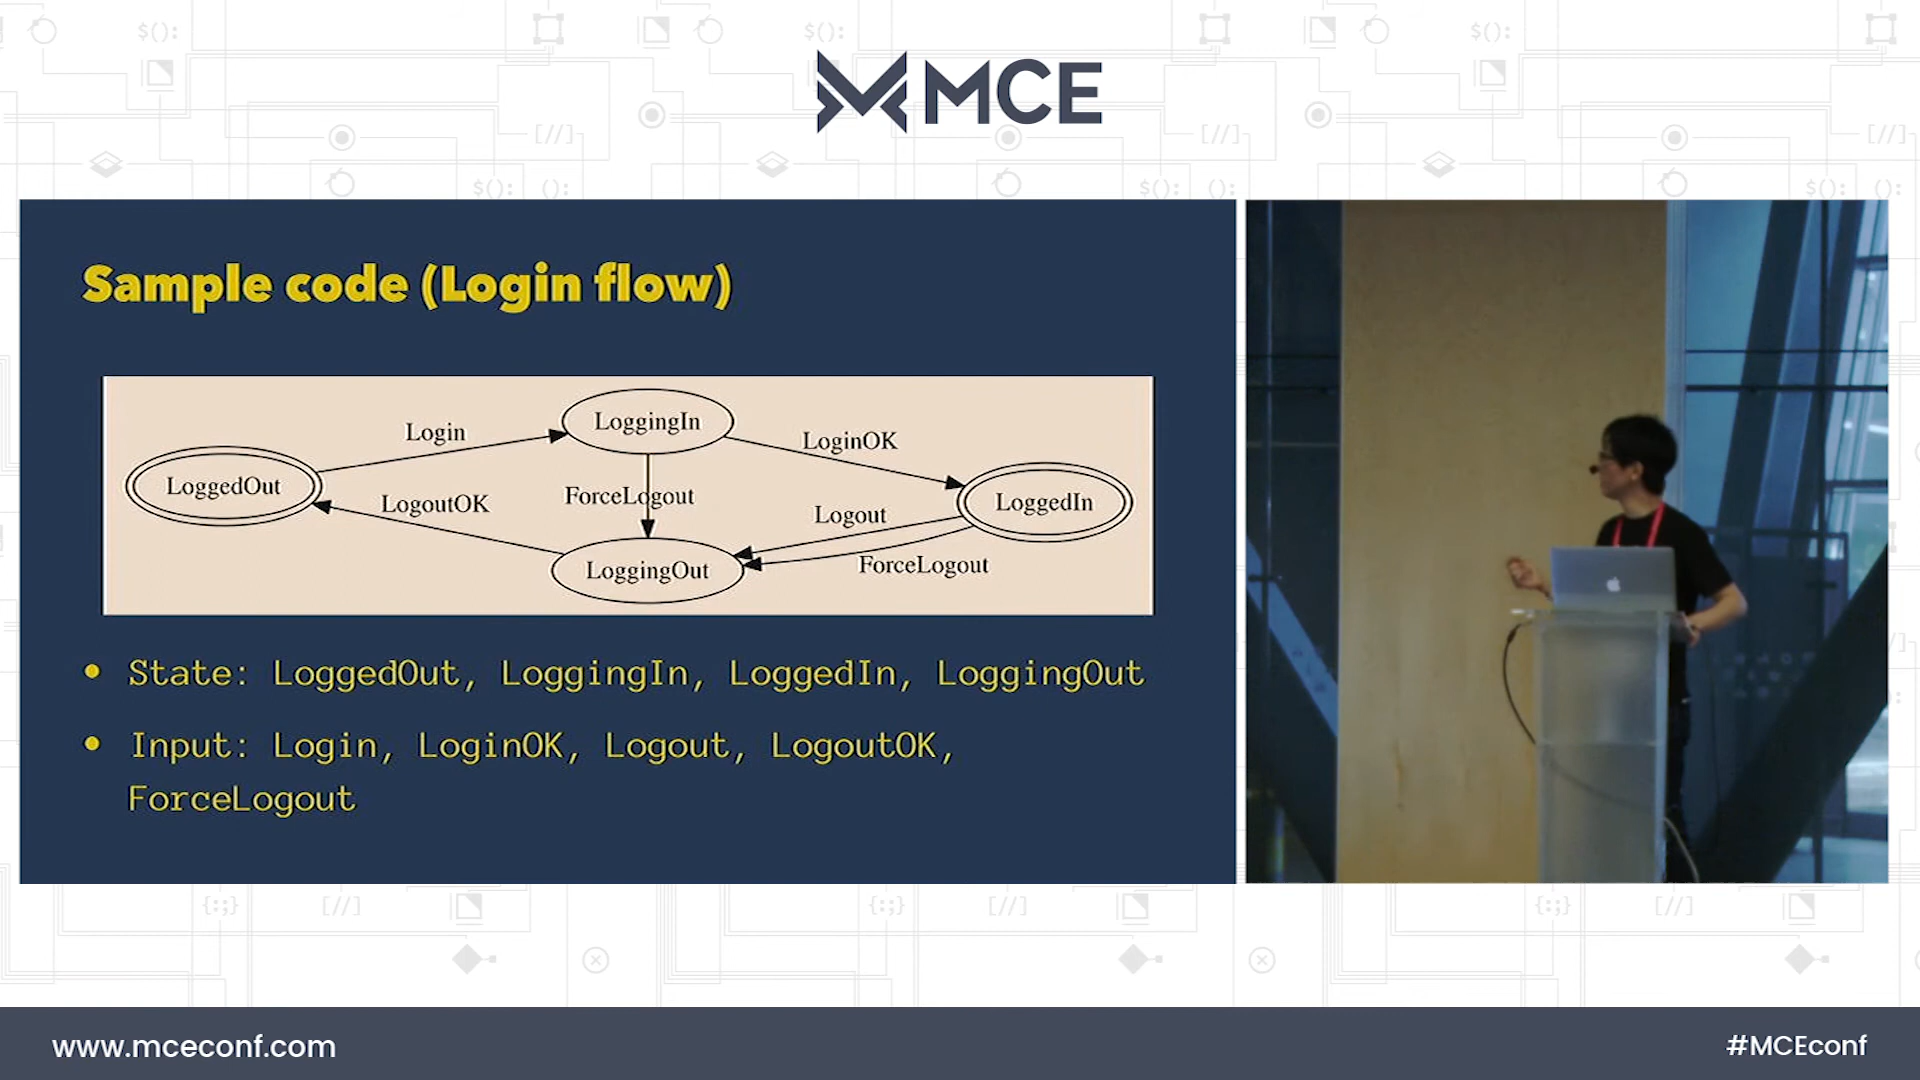 MCE
Sample code (Login flow)
LoggingIn
Login
LoginOK
LoggedOut
LogoutOK
ForceLogout
LoggedIn
Logout
LoggingOut
ForceLogout
• State: LoggedOut, LoggingIn, LoggedIn, LoggingOut
• Input: Login, LoginOK, Logout, LogoutOK,
ForceLogout
www.mceconf.com
#MCEconf